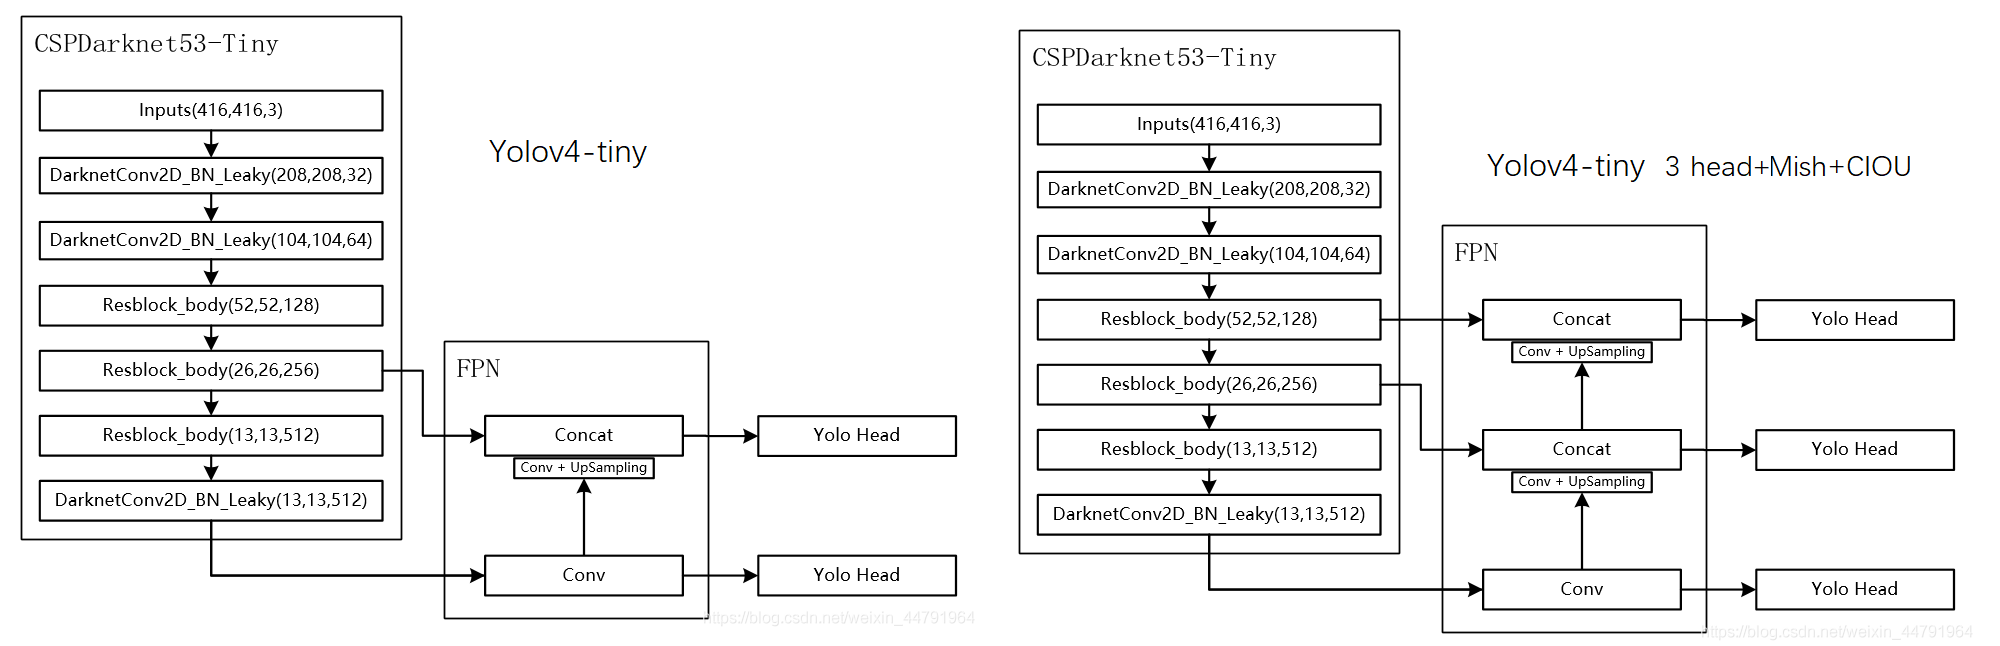 CSPDarknet53-Tiny
Inputs(416,416,3)
DarknetConv2D_BN_Leaky(208,208,32)
DarknetConv2D_BN_Leaky(104,104,64)
Resblock_body(52,52,128)
Resblock_body(26,26,256)
Resblock_body(13,13,512)
DarknetConv2D_BN_Leaky(13,13,512)
Yolov4-tiny
FPN
Concat
Conv + UpSampling
Conv
Yolo Head
Yolo Head
https://blog.csdn.net/weixin_44791964
CSPDarknet53-Tiny
Inputs(416,416,3)
DarknetConv2D_BN_Leaky(208,208,32)
DarknetConv2D_BN_Leaky(104,104,64)
Resblock_body(52,52,128)
Resblock_body(26,26,256)
Resblock_body(13,13,512)
DarknetConv2D_BN_Leaky(13,13,512)
Yolov4-tiny 3 head+Mish+CIOU
FPN
Concat
Conv + UpSampling
Concat
Conv + UpSampling
Conv
Yolo Head
Yolo Head
Yolo Head
https://blog.csdn.net/weixin_44791964